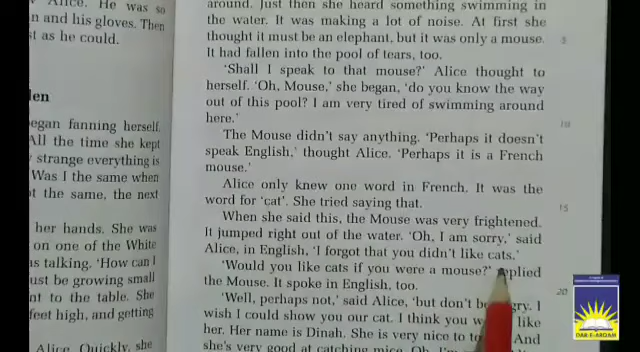 Alice. He was so
n and his gloves. Then
st as he could.
len
egan fanning herself.
All the time she kept
strange everything is
Was I the same when
at the same, the next
her hands. She was
on one of the White
as talking. 'How can I
ust be growing small
nt to the table. She
feet high, and getting
Alice. Quickly, she
around. Just then she heard something swimming in
the water. It was making a lot of noise. At first she
thought it must be an elephant, but it was only a mouse.
5
It had fallen into the pool of tears, too.
'Shall I speak to that mouse?' Alice thought to
herself. 'Oh, Mouse,' she began, 'do you know the way
out of this pool? I am very tired of swimming around
here.'
10
The Mouse didn't say anything. 'Perhaps it doesn't
speak English,' thought Alice. 'Perhaps it is a French
mouse.'
Alice only knew one word in French. It was the
word for 'cat'. She tried saying that.
15
When she said this, the Mouse was very frightened.
It jumped right out of the water. 'Oh, I am sorry,' said
Alice, in English, 'I forgot that you didn't like cats.'
'Would you like cats if you were a mouse?' replied
the Mouse. It spoke in English, too.
20
'Well, perhaps not,' said Alice, 'but don't be angry. I
wish I could show you our cat. I think you like
her. Her name is Dinah. She is very nice to And
she's very good at catching mice. Oh,
DAR-E-ARQAM